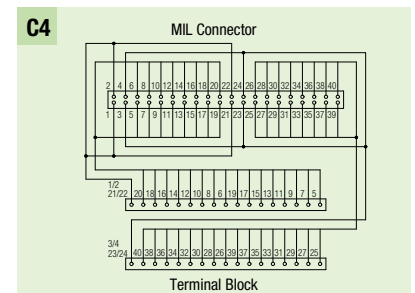 C4
MIL Connector
2 4 6 8 10 12 14 16 18 20 22 24 26 28 30 32 34 36 38 40
1 3 5 7 9 11 13 15 17 19 21 23 25 27 29 31 33 35 37 39
1/2
21/22 20 18 16 14 12 10 8 6 19 17 15 13 11 9 7 5
3/4
23/24 40 38 36 34 32 30 28 26 39 37 35 33 31 29 27 25
Terminal Block